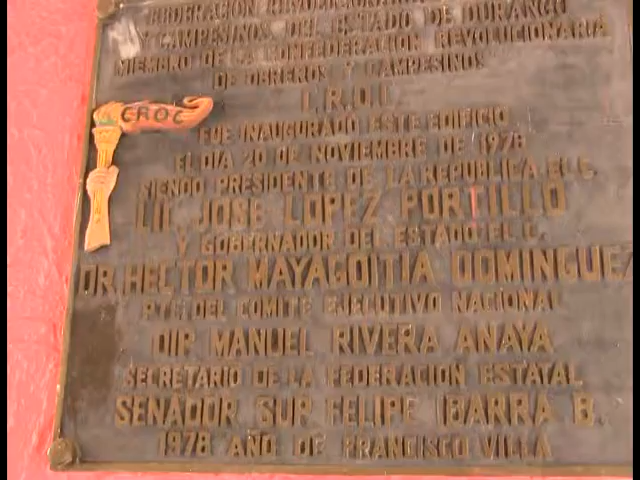 FEDERACION REVOLUCIONARIA DE OBREROS
Y CAMPESINOS DEL ESTADO DE DURANGO
MIEMBRO DE LA CONFEDERACION REVOLUCIONARIA
DE OBREROS Y CAMPESINOS
CROC
FUE INAUGURADO ESTE EDIFICIO
EL DIA 20 DE NOVIEMBRE DE 1978
SIENDO PRESIDENTE DE LA REPUBLICA EL C.
LIC. JOSE LOPEZ PORTILLO
Y GOBERNADOR DEL ESTADO EL C.
DR. HECTOR MAYAGOITIA DOMINGUEZ
PTE. DEL COMITE EJECUTIVO NACIONAL
DIP. MANUEL RIVERA ANAYA
SECRETARIO DE LA FEDERACION ESTATAL
SENADOR SUP. FELIPE IBARRA B.
1978 AÑO DE FRANCISCO VILLA